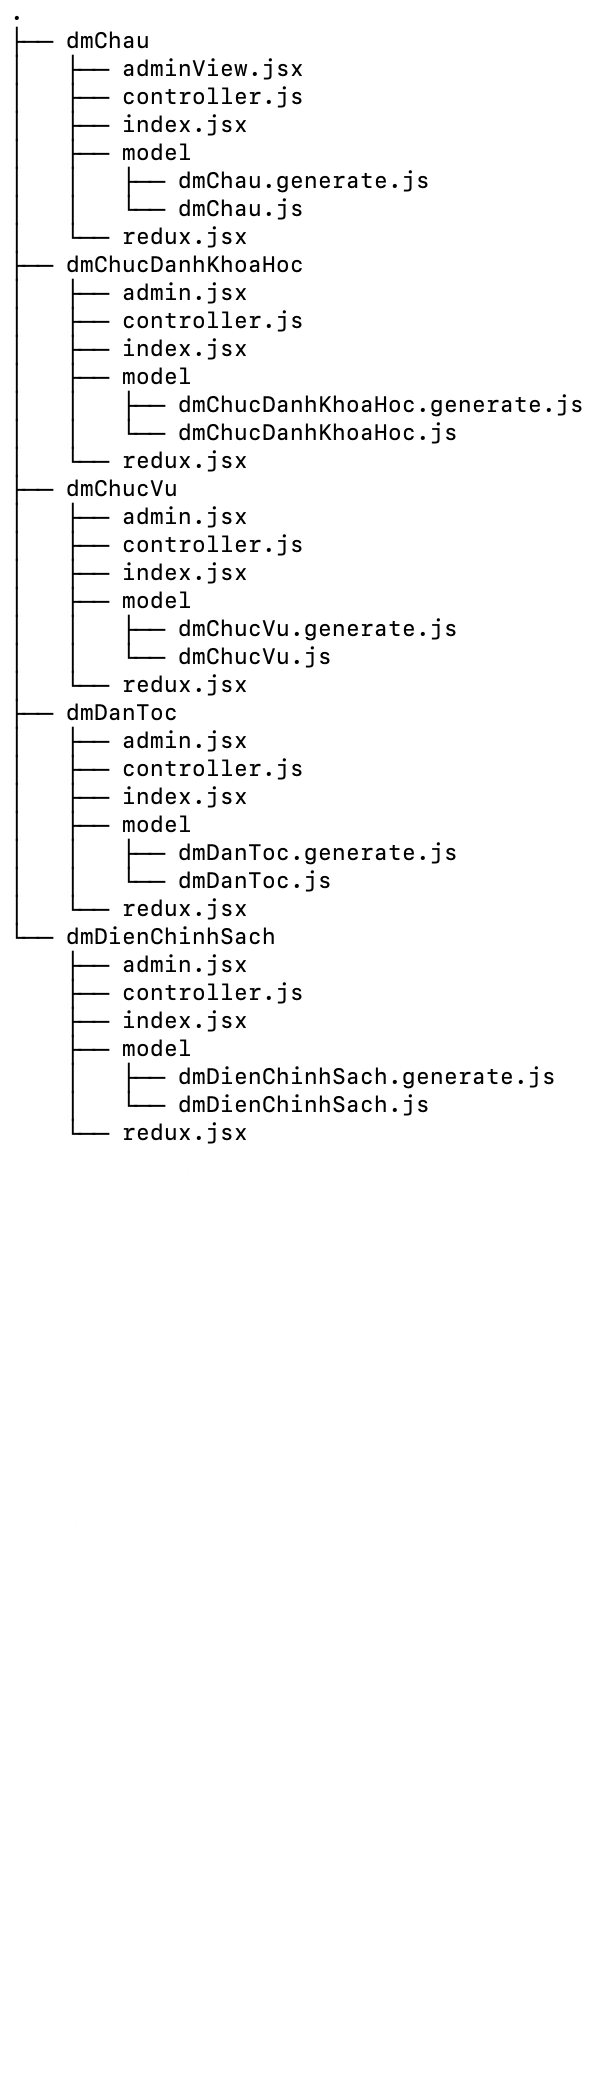 .
├── dmChau
│   ├── adminView.jsx
│   ├── controller.js
│   ├── index.jsx
│   ├── model
│   │   ├── dmChau.generate.js
│   │   └── dmChau.js
│   └── redux.jsx
├── dmChucDanhKhoaHoc
│   ├── admin.jsx
│   ├── controller.js
│   ├── index.jsx
│   ├── model
│   │   ├── dmChucDanhKhoaHoc.generate.js
│   │   └── dmChucDanhKhoaHoc.js
│   └── redux.jsx
├── dmChucVu
│   ├── admin.jsx
│   ├── controller.js
│   ├── index.jsx
│   ├── model
│   │   ├── dmChucVu.generate.js
│   │   └── dmChucVu.js
│   └── redux.jsx
├── dmDanToc
│   ├── admin.jsx
│   ├── controller.js
│   ├── index.jsx
│   ├── model
│   │   ├── dmDanToc.generate.js
│   │   └── dmDanToc.js
│   └── redux.jsx
└── dmDienChinhSach
    ├── admin.jsx
    ├── controller.js
    ├── index.jsx
    ├── model
    │   ├── dmDienChinhSach.generate.js
    │   └── dmDienChinhSach.js
    └── redux.jsx